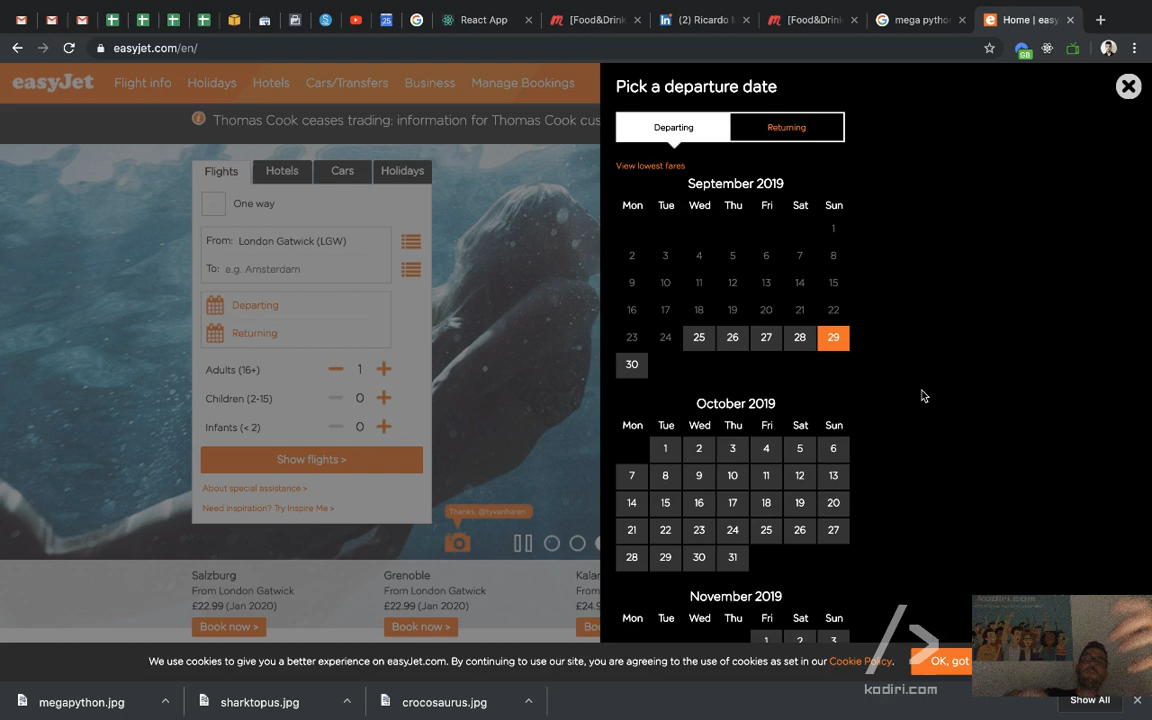 React App
[Food&Drink
(2) Ricardo M
[Food&Drink
mega python
Home | easy
easyjet.com/en/
GB
easyJet
Flight info
Holidays
Hotels
Cars/Transfers
Business
Manage Bookings
Thomas Cook ceases trading: information for Thomas Cook cus
Flights
Hotels
Cars
Holidays
One way
From: London Gatwick (LGW)
To: e.g. Amsterdam
Departing
Returning
Adults (16+) 1
Children (2-15) 0
Infants (< 2) 0
Show flights >
About special assistance >
Need inspiration? Try Inspire Me >
Thanks, @tyvanharen
Salzburg
From London Gatwick
£22.99 (Jan 2020)
Book now >
Grenoble
From London Gatwick
£22.99 (Jan 2020)
Book now >
Kalar
From
£24.9
Boo
Pick a departure date
Departing
Returning
View lowest fares
September 2019
Mon Tue Wed Thu Fri Sat Sun
1
2 3 4 5 6 7 8
9 10 11 12 13 14 15
16 17 18 19 20 21 22
23 24 25 26 27 28 29
30
October 2019
Mon Tue Wed Thu Fri Sat Sun
1 2 3 4 5 6
7 8 9 10 11 12 13
14 15 16 17 18 19 20
21 22 23 24 25 26 27
28 29 30 31
November 2019
Mon Tue Wed Thu Fri Sat Sun
1 2 3
We use cookies to give you a better experience on easyJet.com. By continuing to use our site, you are agreeing to the use of cookies as set in our Cookie Policy.
OK, got
kodiri.com
kodiri.com
megapython.jpg
sharktopus.jpg
crocosaurus.jpg
Show All